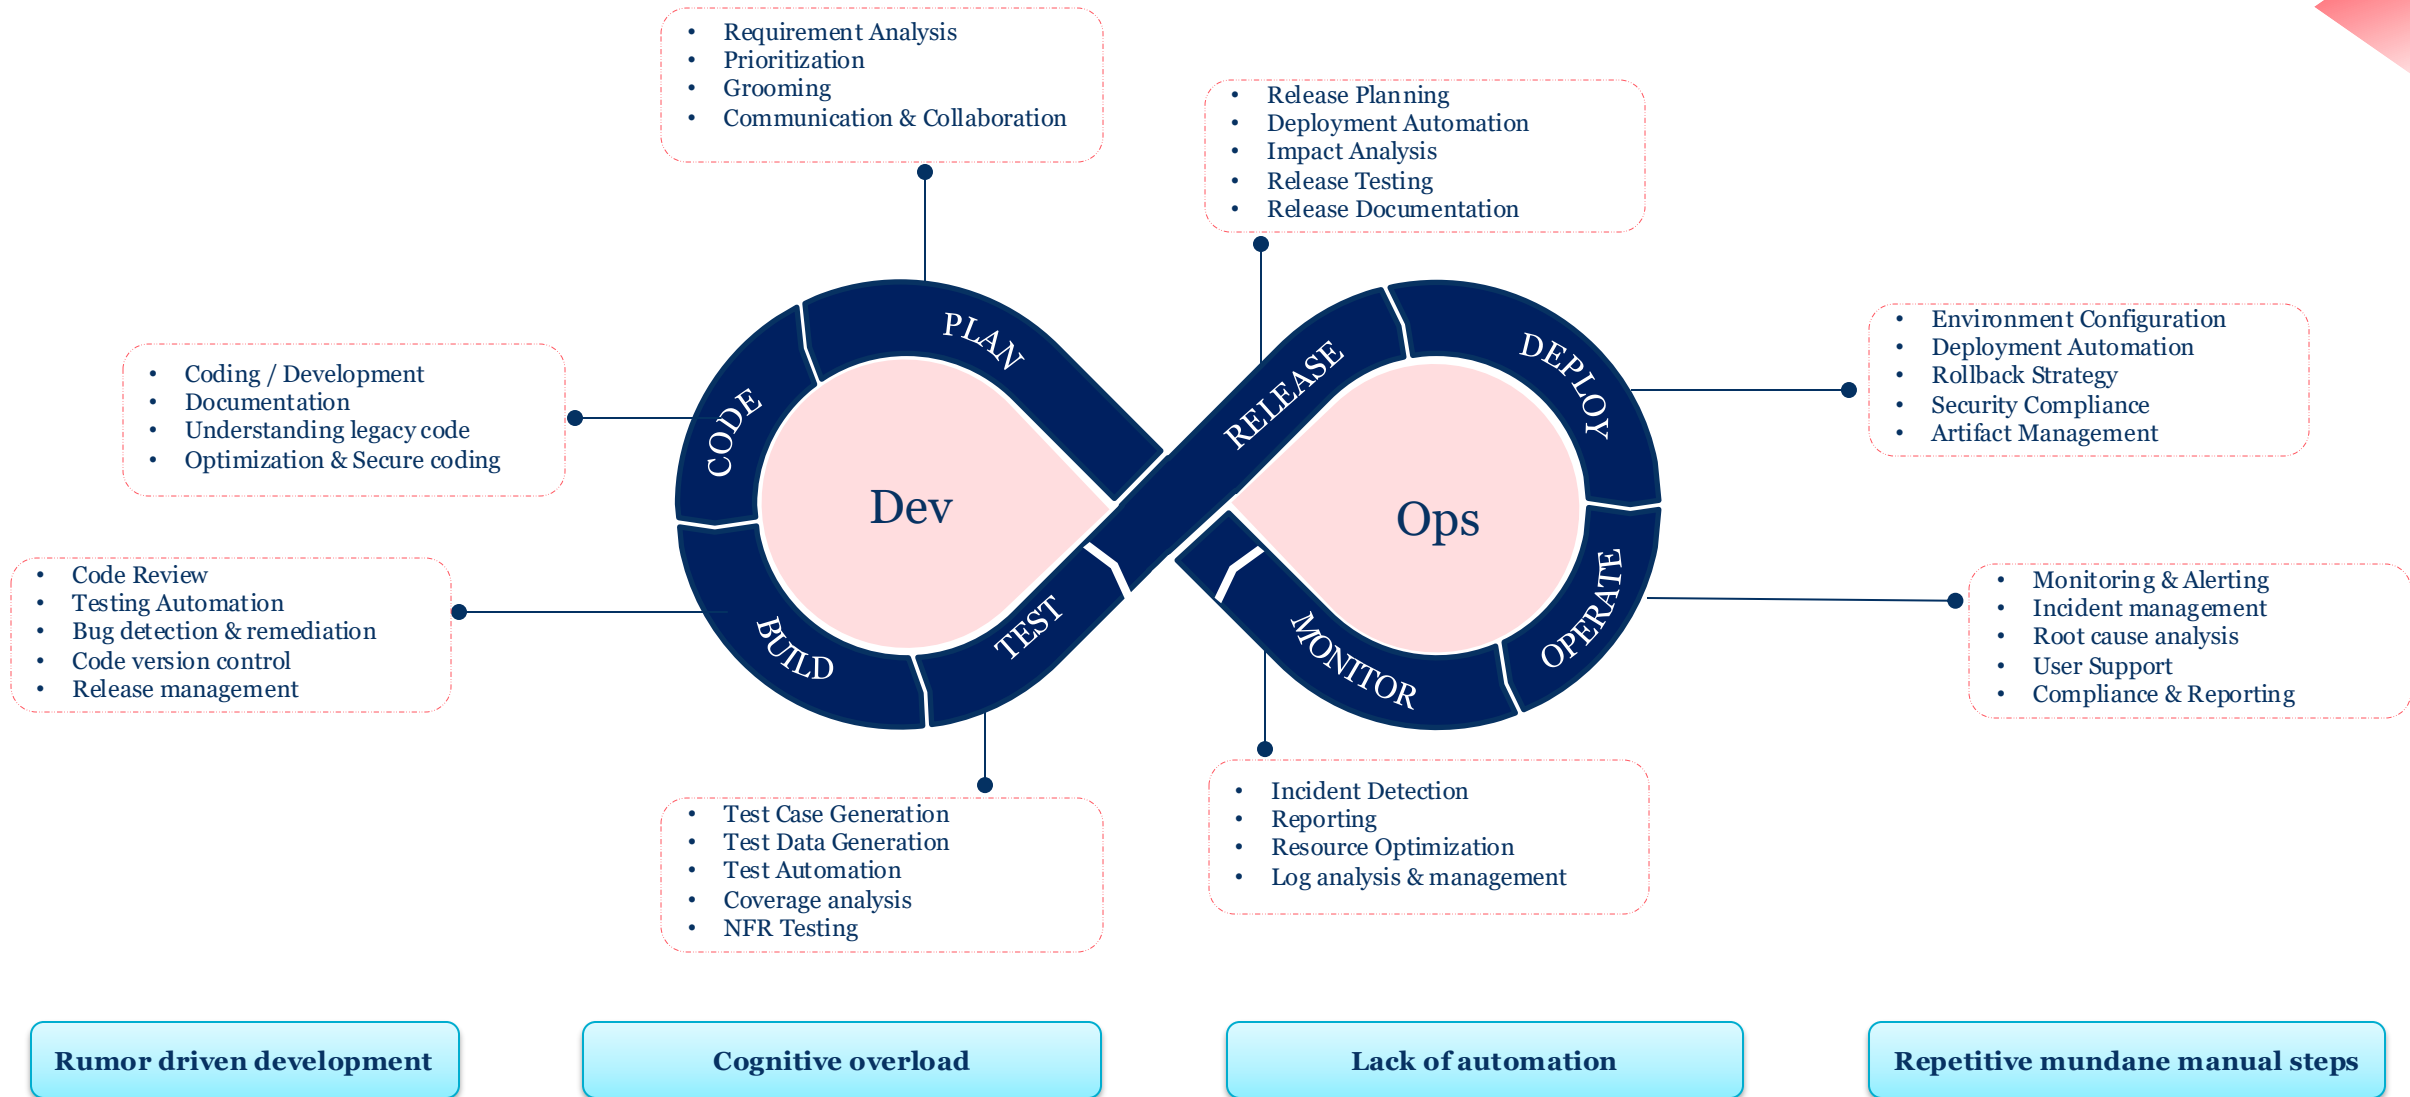 • Requirement Analysis
• Prioritization
• Grooming
• Communication & Collaboration
• Release Planning
• Deployment Automation
• Impact Analysis
• Release Testing
• Release Documentation
• Coding / Development
• Documentation
• Understanding legacy code
• Optimization & Secure coding
• Environment Configuration
• Deployment Automation
• Rollback Strategy
• Security Compliance
• Artifact Management
PLAN
CODE
BUILD
TEST
RELEASE
DEPLOY
OPERATE
MONITOR
Dev
Ops
• Code Review
• Testing Automation
• Bug detection & remediation
• Code version control
• Release management
• Monitoring & Alerting
• Incident management
• Root cause analysis
• User Support
• Compliance & Reporting
• Test Case Generation
• Test Data Generation
• Test Automation
• Coverage analysis
• NFR Testing
• Incident Detection
• Reporting
• Resource Optimization
• Log analysis & management
Rumor driven development
Cognitive overload
Lack of automation
Repetitive mundane manual steps